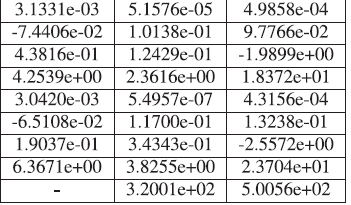 3.1331e-03 5.1576e-05 4.9858e-04
-7.4406e-02 1.0138e-01 9.7766e-02
4.3816e-01 1.2429e-01 -1.9899e+00
4.2539e+00 2.3616e+00 1.8372e+01
3.0420e-03 5.4957e-07 4.3156e-04
-6.5108e-02 1.1700e-01 1.3238e-01
1.9037e-01 3.4343e-01 -2.5572e+00
6.3671e+00 3.8255e+00 2.3704e+01
- 3.2001e+02 5.0056e+02